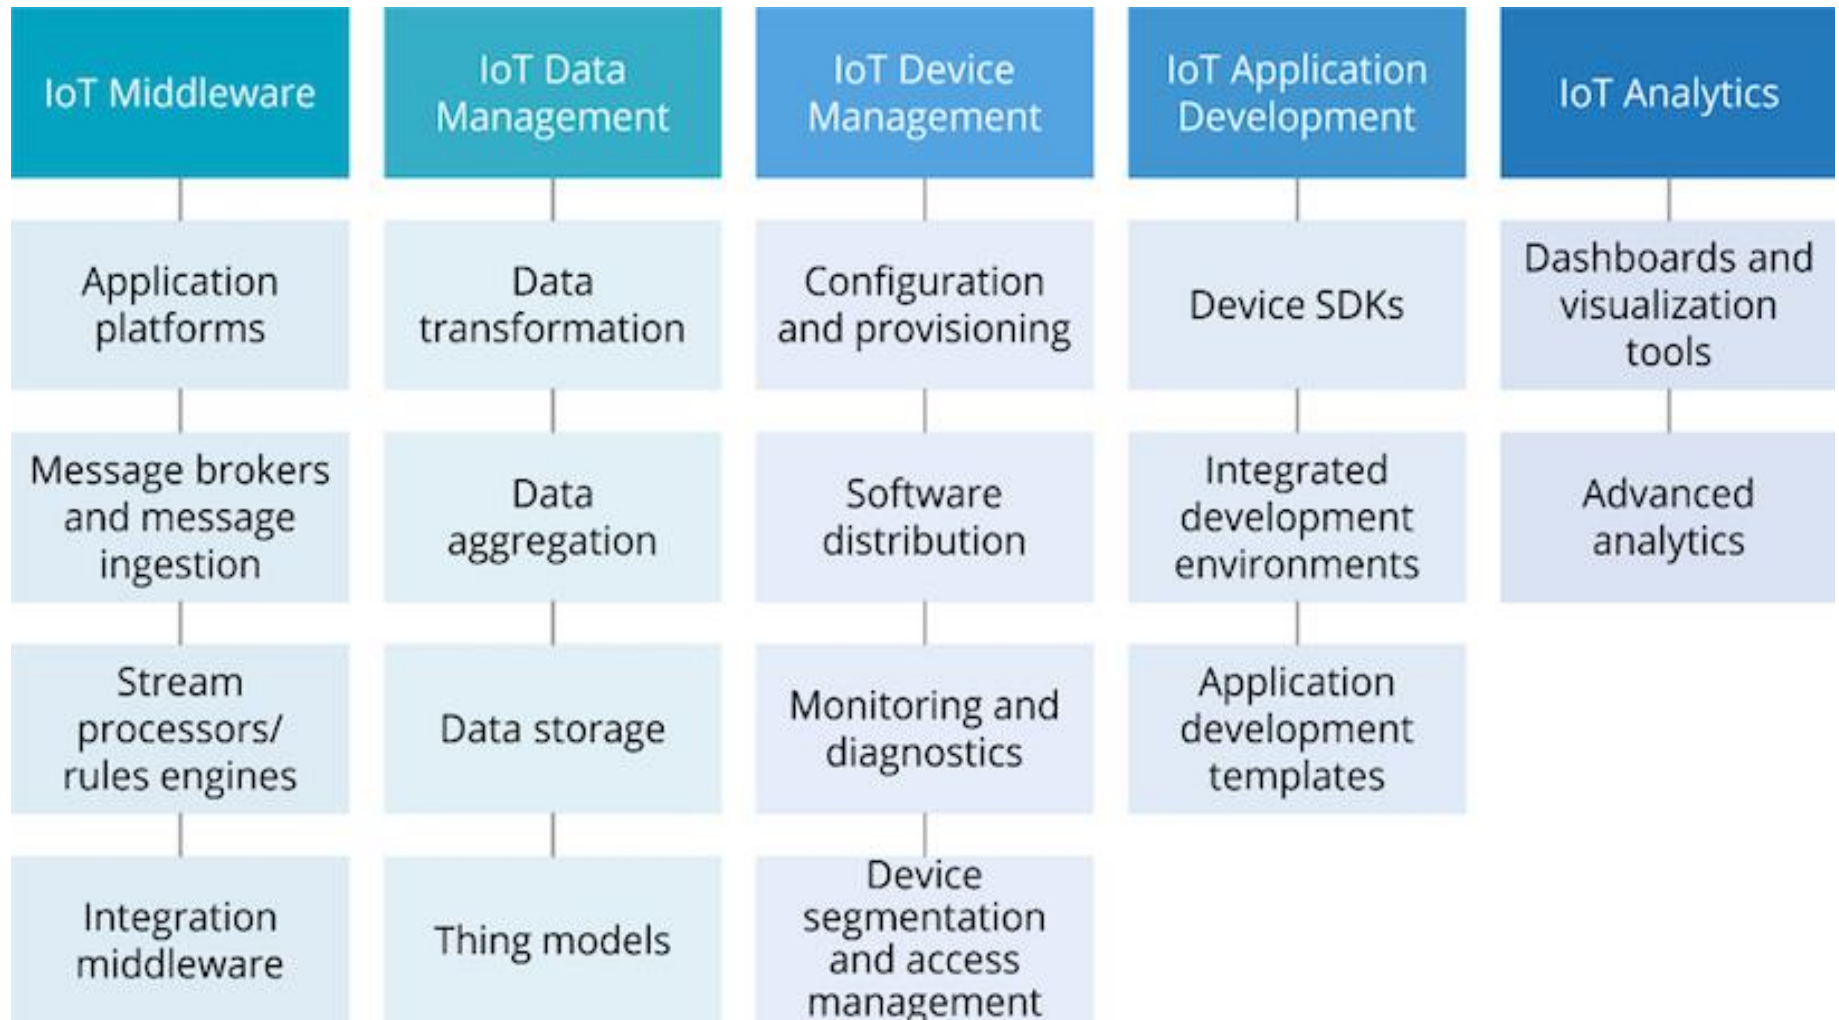 IoT Middleware
IoT Data
Management
IoT Device
Management
IoT Application
Development
IoT Analytics
Application
platforms
Data
transformation
Configuration
and provisioning
Device SDKs
Dashboards and
visualization
tools
Message brokers
and message
ingestion
Data
aggregation
Software
distribution
Integrated
development
environments
Advanced
analytics
Stream
processors/
rules engines
Data storage
Monitoring and
diagnostics
Application
development
templates
Integration
middleware
Thing models
Device
segmentation
and access
management